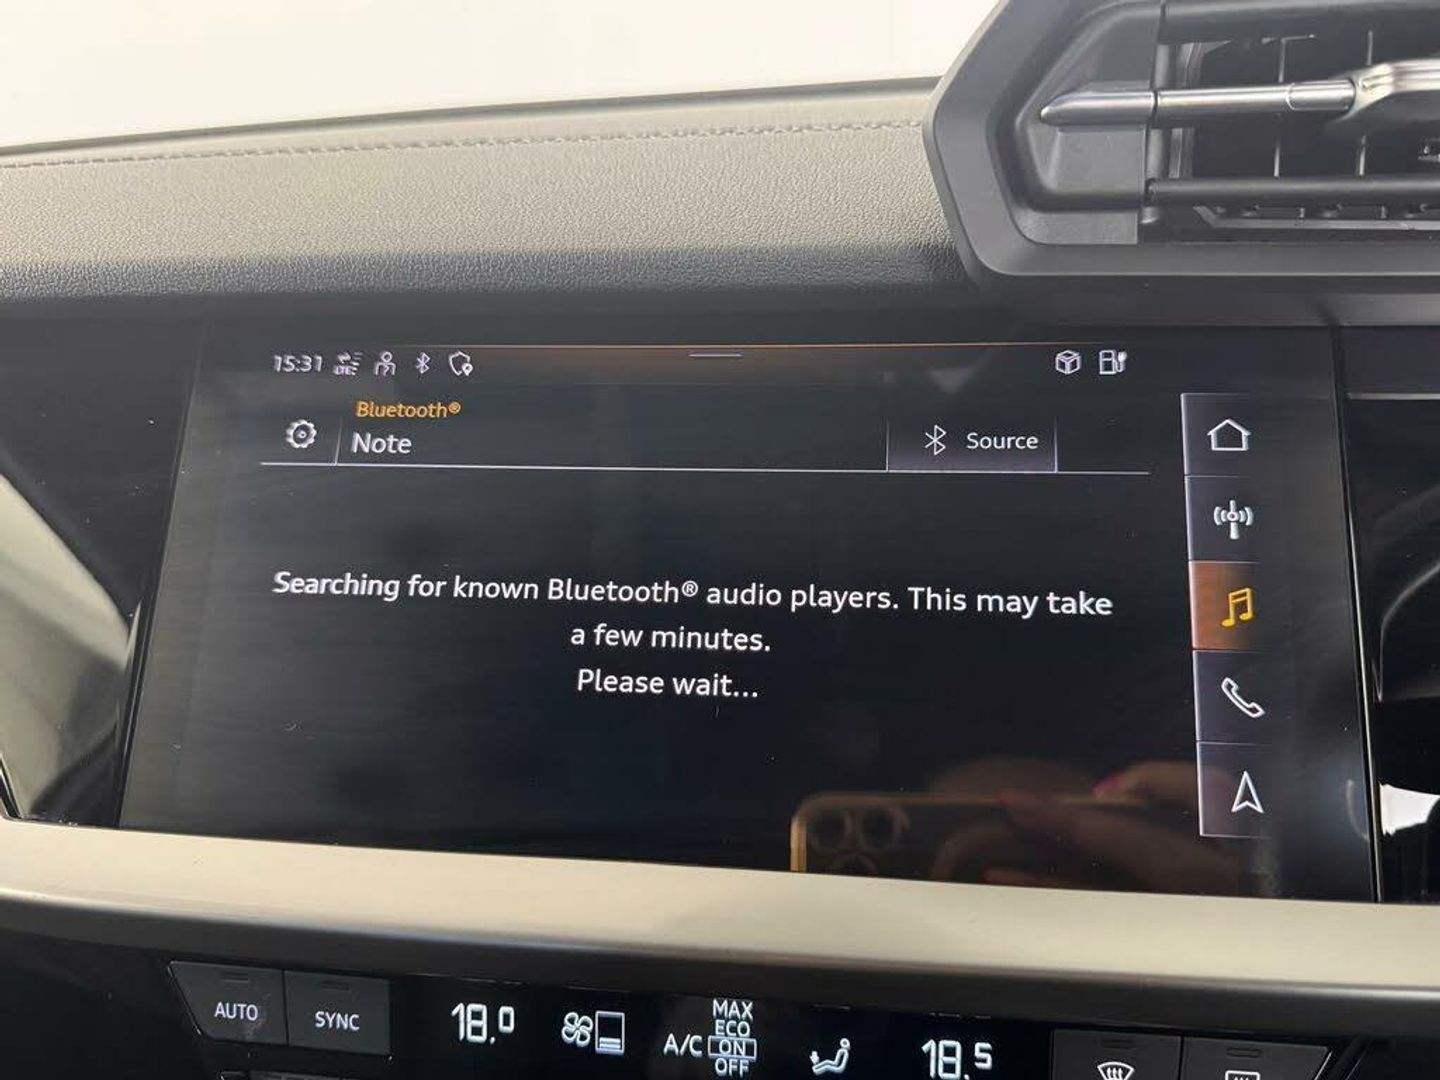 15:31 LTE
Bluetooth®
Note
Source
Searching for known Bluetooth® audio players. This may take
a few minutes.
Please wait...
AUTO
SYNC
18.0
A/C
MAX
ECO
ON
OFF
18.5